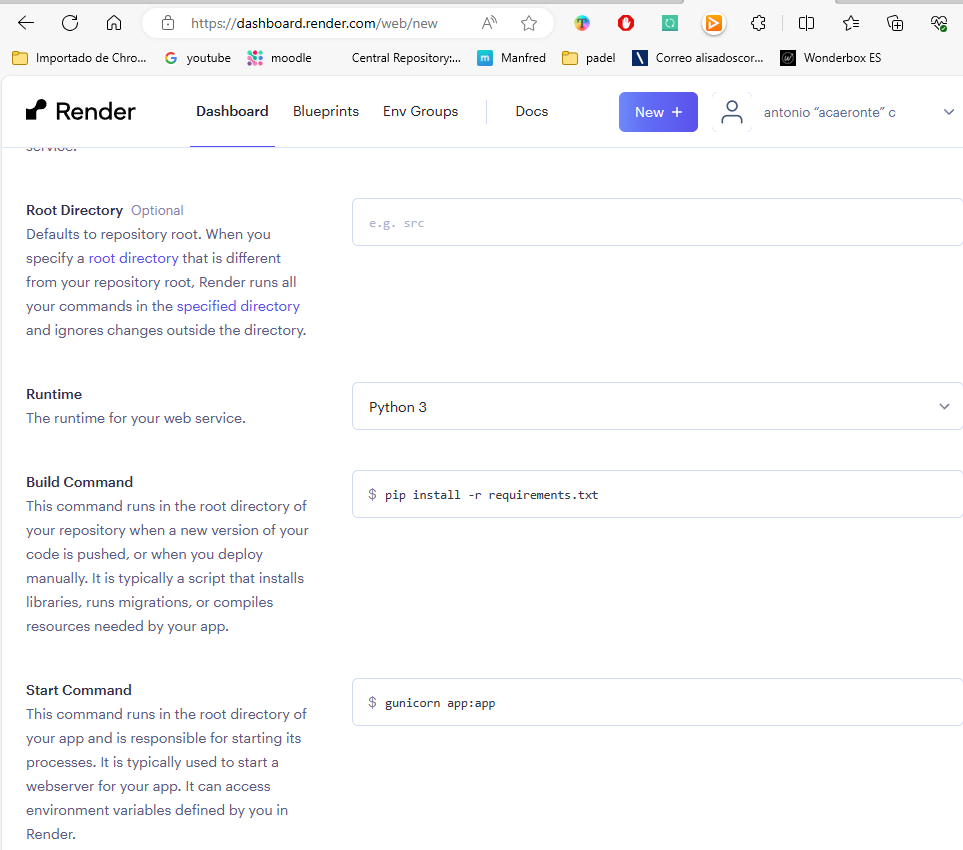 https://dashboard.render.com/web/new
Importado de Chro...
youtube
moodle
Central Repository:...
Manfred
padel
Correo alisadoscor...
Wonderbox ES
Render
Dashboard
Blueprints
Env Groups
Docs
New +
antonio “acaeronte” c
service.
Root Directory Optional
Defaults to repository root. When you
specify a root directory that is different
from your repository root, Render runs all
your commands in the specified directory
and ignores changes outside the directory.
e.g. src
Runtime
The runtime for your web service.
Python 3
Build Command
This command runs in the root directory of
your repository when a new version of your
code is pushed, or when you deploy
manually. It is typically a script that installs
libraries, runs migrations, or compiles
resources needed by your app.
$ pip install -r requirements.txt
Start Command
This command runs in the root directory of
your app and is responsible for starting its
processes. It is typically used to start a
webserver for your app. It can access
environment variables defined by you in
Render.
$ gunicorn app:app